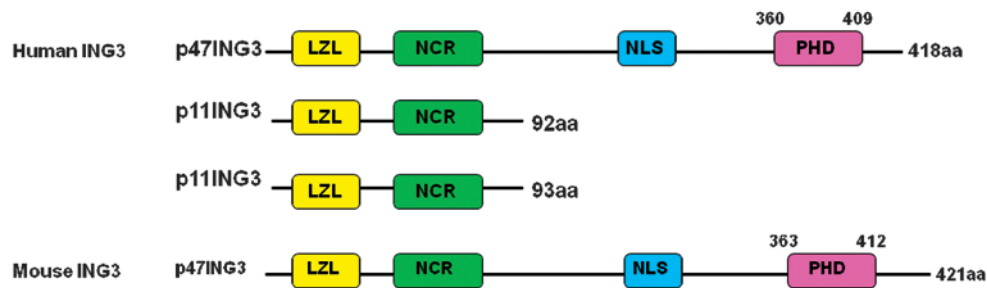 360 409
Human ING3 p47ING3 LZL NCR NLS PHD 418aa
p11ING3 LZL NCR 92aa
p11ING3 LZL NCR 93aa
363 412
Mouse ING3 p47ING3 LZL NCR NLS PHD 421aa